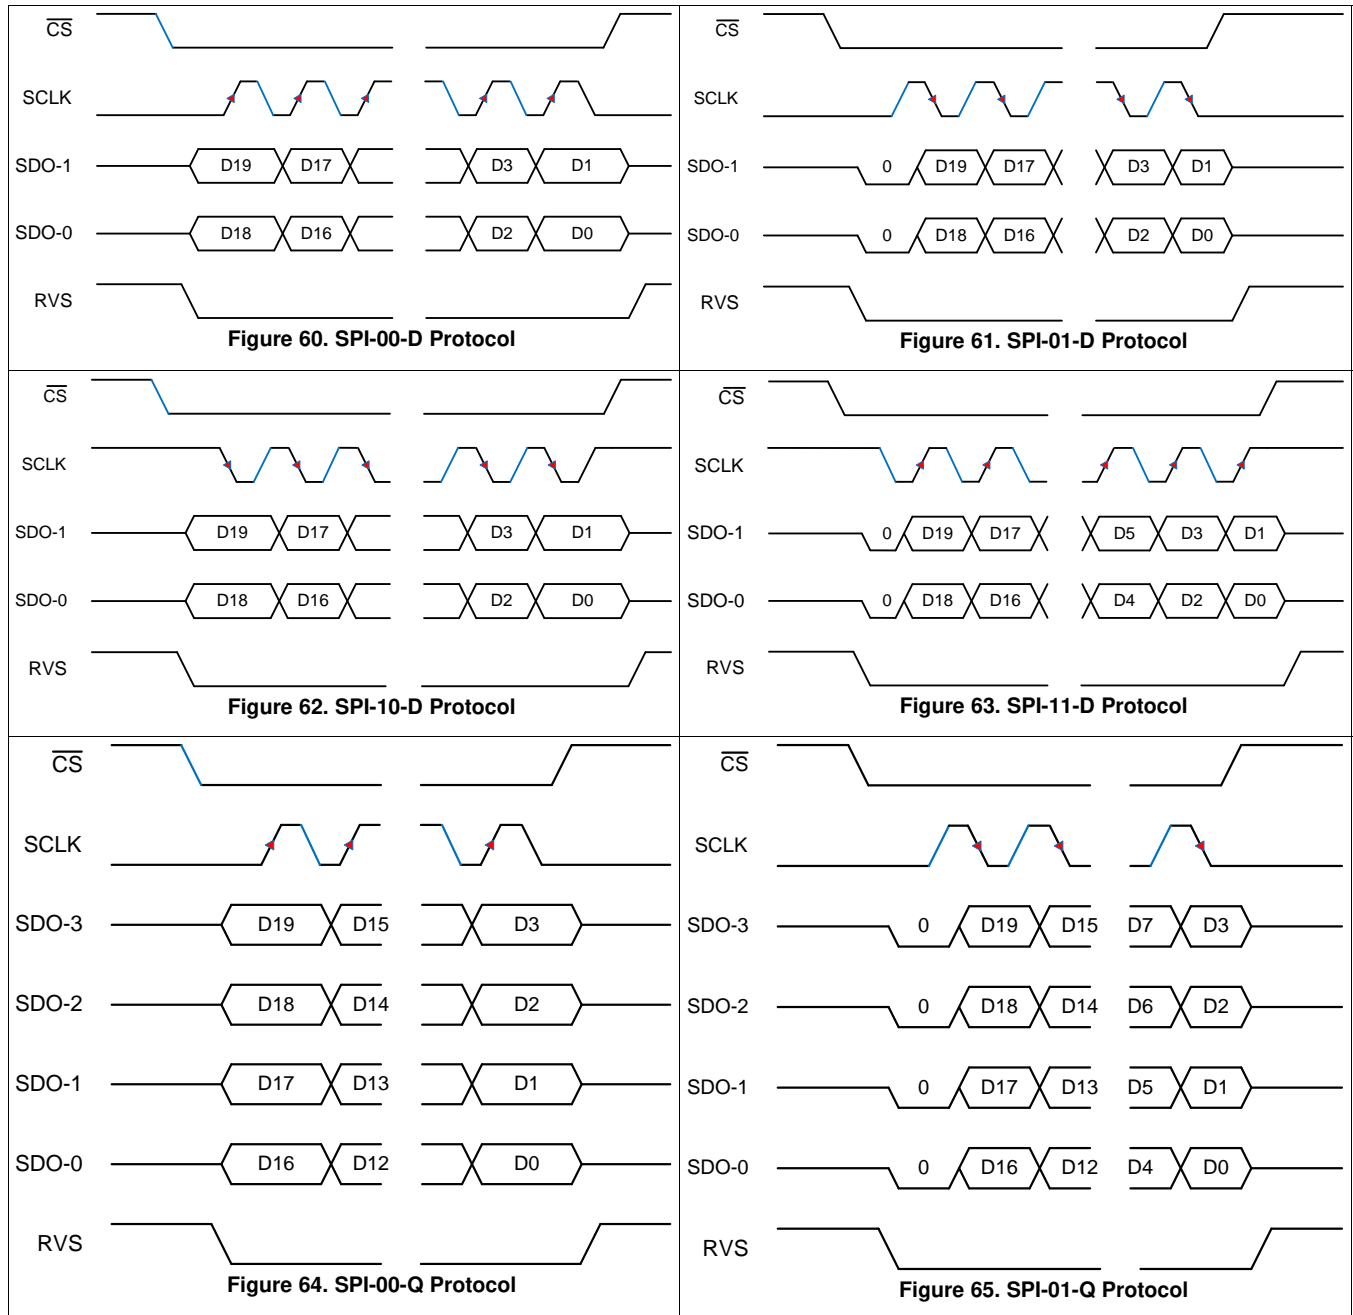 CS
SCLK
SDO-1 D19 D17 D3 D1
SDO-0 D18 D16 D2 D0
RVS
Figure 60. SPI-00-D Protocol
CS
SCLK
SDO-1 0 D19 D17 D3 D1
SDO-0 0 D18 D16 D2 D0
RVS
Figure 61. SPI-01-D Protocol
CS
SCLK
SDO-1 D19 D17 D3 D1
SDO-0 D18 D16 D2 D0
RVS
Figure 62. SPI-10-D Protocol
CS
SCLK
SDO-1 0 D19 D17 D5 D3 D1
SDO-0 0 D18 D16 D4 D2 D0
RVS
Figure 63. SPI-11-D Protocol
CS
SCLK
SDO-3 D19 D15 D3
SDO-2 D18 D14 D2
SDO-1 D17 D13 D1
SDO-0 D16 D12 D0
RVS
Figure 64. SPI-00-Q Protocol
CS
SCLK
SDO-3 0 D19 D15 D7 D3
SDO-2 0 D18 D14 D6 D2
SDO-1 0 D17 D13 D5 D1
SDO-0 0 D16 D12 D4 D0
RVS
Figure 65. SPI-01-Q Protocol